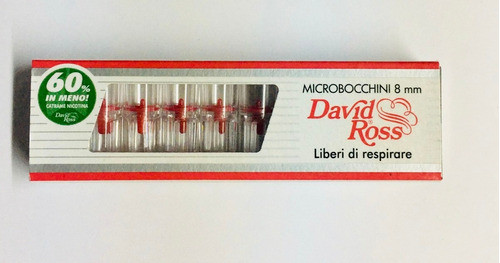 60%
IN MENO!
CATRAME NICOTINA
David
Ross
MICROBOCCHINI 8 mm
David
Ross
Liberi di respirare